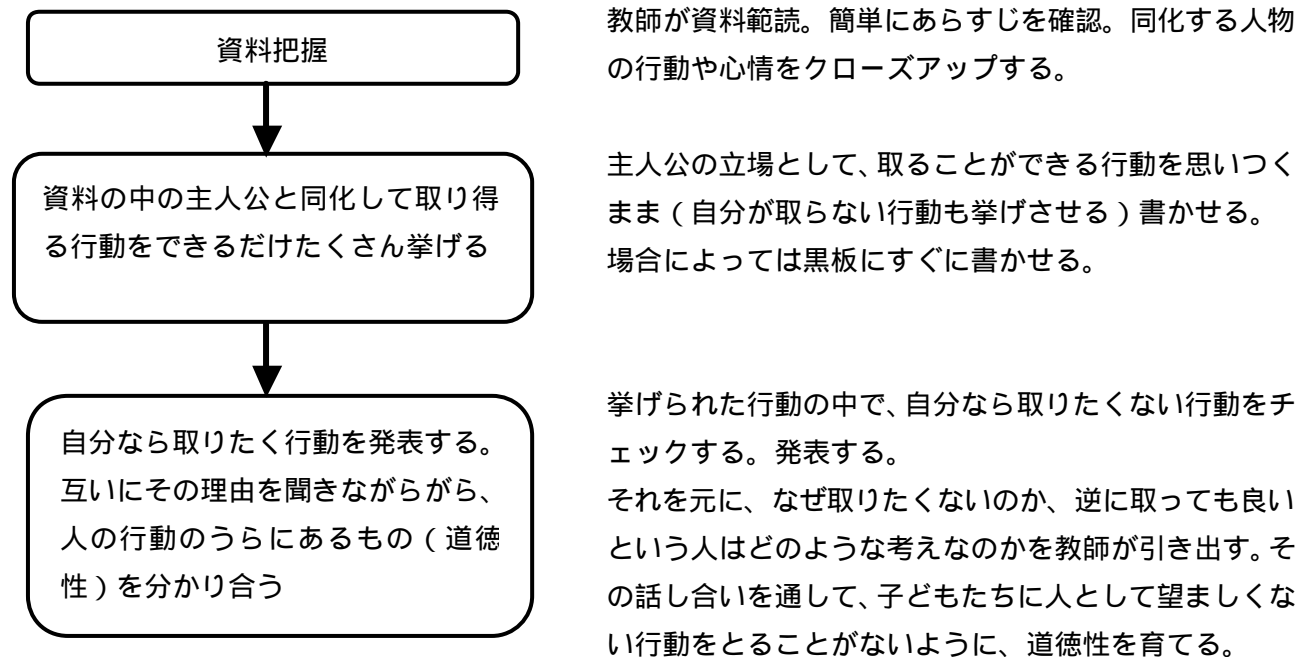 資料把握
教師が資料範読。簡単にあらすじを確認。同化する人物
の行動や心情をクローズアップする。
資料の中の主人公と同化して取り得
る行動をできるだけたくさん挙げる
主人公の立場として、取ることができる行動を思いつく
まま(自分が取らない行動も挙げさせる)書かせる。
場合によっては黒板にすぐに書かせる。
自分なら取りたく行動を発表する。
互いにその理由を聞きながらがら、
人の行動のうらにあるもの(道徳
性)を分かり合う
挙げられた行動の中で、自分なら取りたくない行動をチ
ェックする。発表する。
それを元に、なぜ取りたくないのか、逆に取っても良い
という人はどのような考えなのかを教師が引き出す。そ
の話し合いを通して、子どもたちに人として望ましくな
い行動をとることがないように、道徳性を育てる。